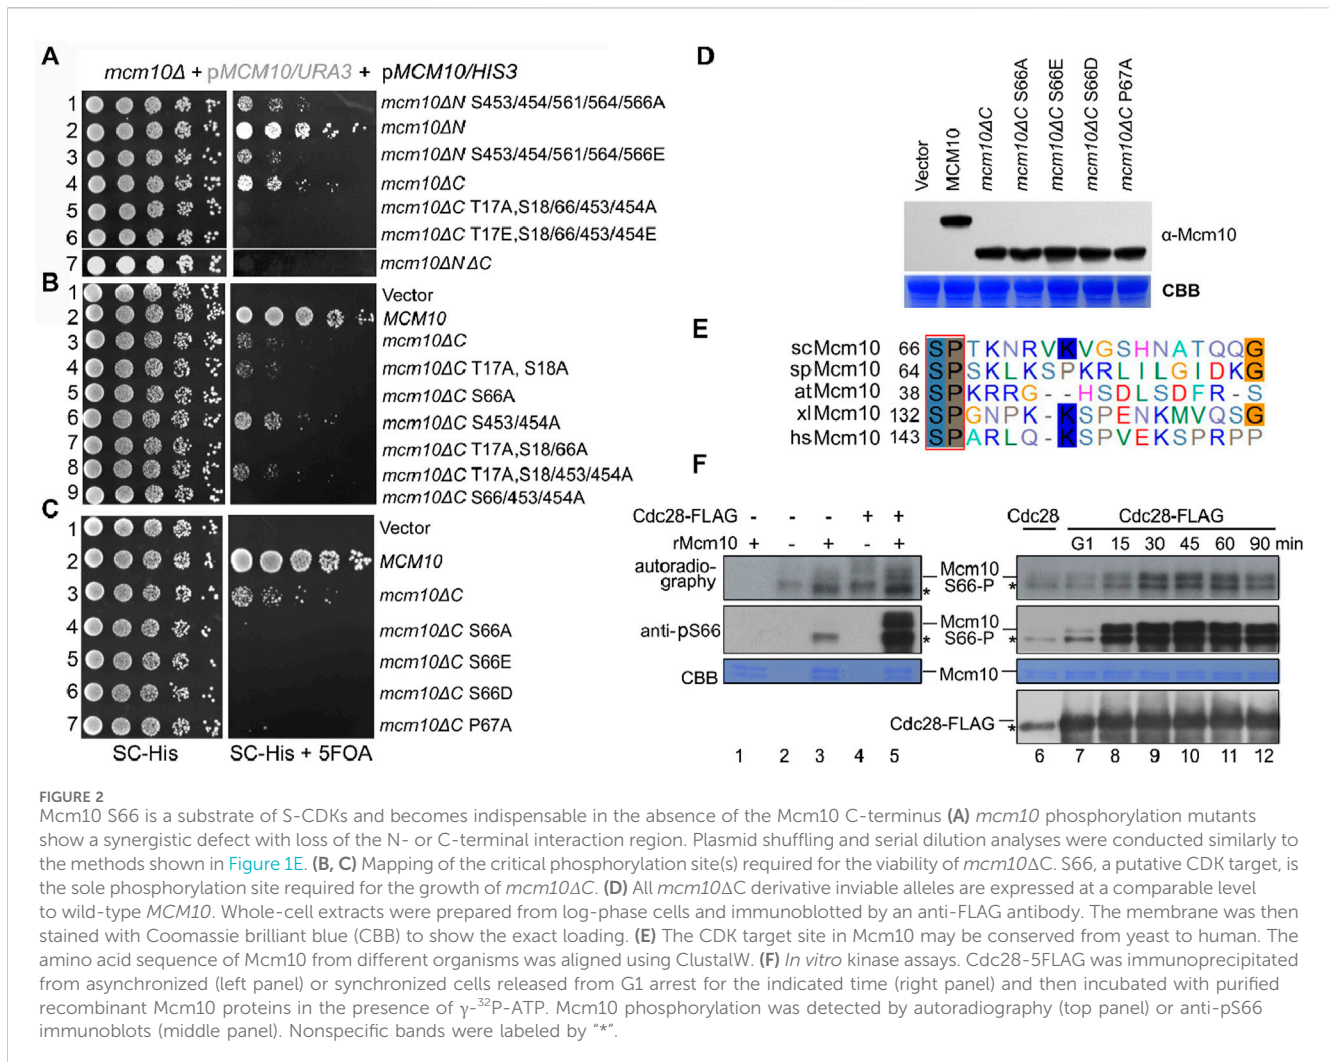 A
mcm10Δ + pMCM10/URA3 + pMCM10/HIS3
1 mcm10ΔN' S453/454/561/564/566A
2 mcm10ΔN'
3 mcm10ΔN' S453/454/561/564/566E
4 mcm10ΔC
5 mcm10ΔC T17A,S18/66/453/454A
6 mcm10ΔC T17E,S18/66/453/454E
7 mcm10ΔN'ΔC
B
1 Vector
2 MCM10
3 mcm10ΔC
4 mcm10ΔC T17A, S18A
5 mcm10ΔC S66A
6 mcm10ΔC S453/454A
7 mcm10ΔC T17A,S18/66A
8 mcm10ΔC T17A,S18/453/454A
9 mcm10ΔC S66/453/454A
C
1 Vector
2 MCM10
3 mcm10ΔC
4 mcm10ΔC S66A
5 mcm10ΔC S66E
6 mcm10ΔC S66D
7 mcm10ΔC P67A
SC-His SC-His + 5FOA
D
Vector
MCM10
mcm10ΔC
mcm10ΔC S66A
mcm10ΔC S66E
mcm10ΔC S66D
mcm10ΔC P67A
α-Mcm10
CBB
E
scMcm10 66 SPTKNRVKVGSHNATQQG
spMcm10 64 SPSKLKSPKRLILGIDKG
atMcm10 38 SPKRRG--HSDLSDFR-S
xlMcm10 132 SPGNPK-KSPENKMVQSG
hsMcm10 143 SPARLQ-KSPVEKSPRPP
F
Cdc28-FLAG - - - + + Cdc28 Cdc28-FLAG
rMcm10 + - + - + G1 15 30 45 60 90 min
autoradio-
graphy
Mcm10
S66-P
* *
anti-pS66
Mcm10
S66-P
* *
CBB Mcm10
Cdc28-FLAG *
1 2 3 4 5 6 7 8 9 10 11 12
FIGURE 2
Mcm10 S66 is a substrate of S-CDKs and becomes indispensable in the absence of the Mcm10 C-terminus (A) mcm10 phosphorylation mutants
show a synergistic defect with loss of the N- or C-terminal interaction region. Plasmid shuffling and serial dilution analyses were conducted similarly to
the methods shown in Figure 1E. (B, C) Mapping of the critical phosphorylation site(s) required for the viability of mcm10ΔC. S66, a putative CDK target, is
the sole phosphorylation site required for the growth of mcm10ΔC. (D) All mcm10ΔC derivative inviable alleles are expressed at a comparable level
to wild-type MCM10. Whole-cell extracts were prepared from log-phase cells and immunoblotted by an anti-FLAG antibody. The membrane was then
stained with Coomassie brilliant blue (CBB) to show the exact loading. (E) The CDK target site in Mcm10 may be conserved from yeast to human. The
amino acid sequence of Mcm10 from different organisms was aligned using ClustalW. (F) In vitro kinase assays. Cdc28-5FLAG was immunoprecipitated
from asynchronized (left panel) or synchronized cells released from G1 arrest for the indicated time (right panel) and then incubated with purified
recombinant Mcm10 proteins in the presence of γ-³²P-ATP. Mcm10 phosphorylation was detected by autoradiography (top panel) or anti-pS66
immunoblots (middle panel). Nonspecific bands were labeled by “*”.